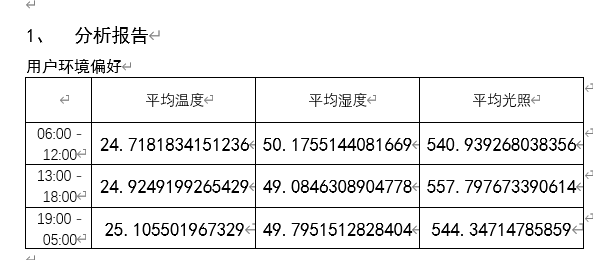 1、 分析报告
用户环境偏好
平均温度 平均湿度 平均光照
06:00 -
12:00 24.7181834151236 50.1755144081669 540.939268038356
13:00 -
18:00 24.9249199265429 49.0846308904778 557.797673390614
19:00 -
05:00 25.105501967329 49.7951512828404 544.34714785859